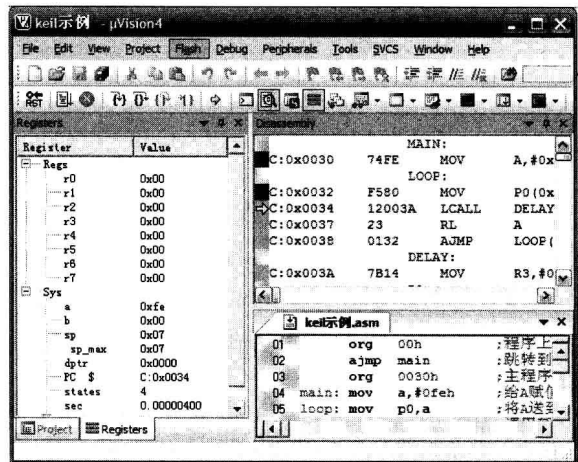 keil示例 - µVision4
File Edit View Project Flash Debug Peripherals Tools SVCS Window Help
RST
Registers
Register Value
Regs
r0 0x00
r1 0x00
r2 0x00
r3 0x00
r4 0x00
r5 0x00
r6 0x00
r7 0x00
Sys
a 0xfe
b 0x00
sp 0x07
sp_max 0x07
dptr 0x0000
PC $ C:0x0034
states 4
sec 0.00000400
Project Registers
Disassembly
MAIN:
C:0x0030 74FE MOV A,#0x
LOOP:
C:0x0032 F580 MOV P0(0x
C:0x0034 12003A LCALL DELAY
C:0x0037 23 RL A
C:0x0038 0132 AJMP LOOP(
DELAY:
C:0x003A 7B14 MOV R3,#0
keil示例.asm
01 org 00h ;程序上
02 ajmp main ;跳转到
03 org 0030h ;主程序
04 main: mov a,#0feh ;给A赋值
05 loop: mov p0,a ;将A送到